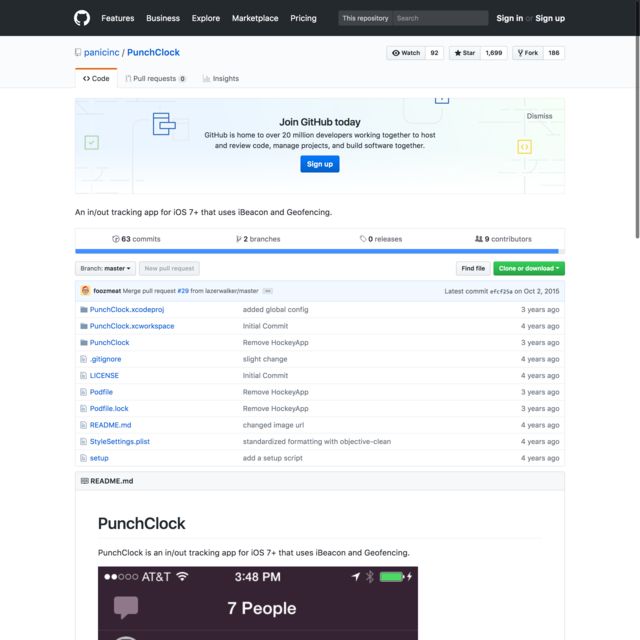 Features Business Explore Marketplace Pricing This repository Search Sign in or Sign up
panicinc / PunchClock Watch 92 Star 1,699 Fork 186
Code Pull requests 0 Insights
Join GitHub today Dismiss
GitHub is home to over 20 million developers working together to host
and review code, manage projects, and build software together.
Sign up
An in/out tracking app for iOS 7+ that uses iBeacon and Geofencing.
63 commits 2 branches 0 releases 9 contributors
Branch: master New pull request Find file Clone or download
foozmeat Merge pull request #29 from lazerwalker/master Latest commit efcf25a on Oct 2, 2015
PunchClock.xcodeproj added global config 3 years ago
PunchClock.xcworkspace Initial Commit 4 years ago
PunchClock Remove HockeyApp 3 years ago
.gitignore slight change 4 years ago
LICENSE Initial Commit 4 years ago
Podfile Remove HockeyApp 3 years ago
Podfile.lock Remove HockeyApp 3 years ago
README.md changed image url 4 years ago
StyleSettings.plist standardized formatting with objective-clean 4 years ago
setup add a setup script 4 years ago
README.md
PunchClock
PunchClock is an in/out tracking app for iOS 7+ that uses iBeacon and Geofencing.
AT&T 3:48 PM
7 People